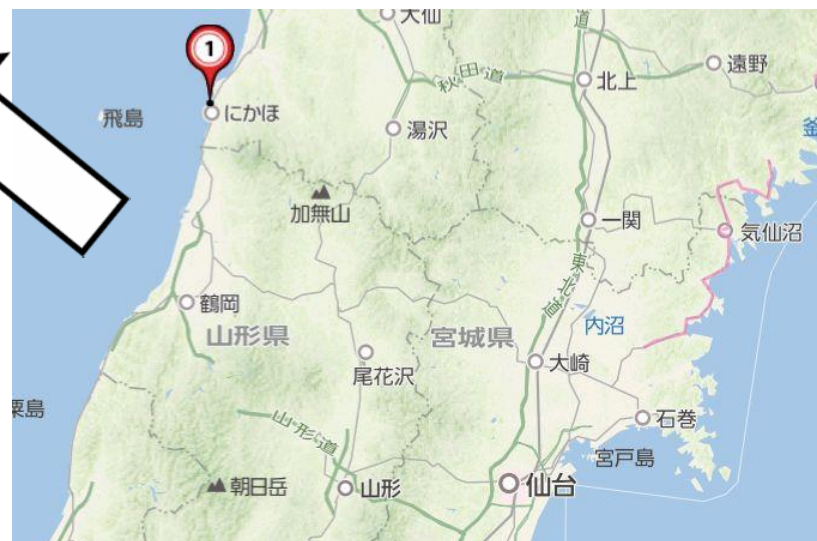 道
大仙
1
遠野
北上
秋田道
飛島
にかほ
釜
湯沢
加無山
一関
気仙沼
東北道
鶴岡
内沼
山形県
宮城県
大崎
尾花沢
粟島
石巻
山形道
宮戸島
朝日岳
山形
仙台